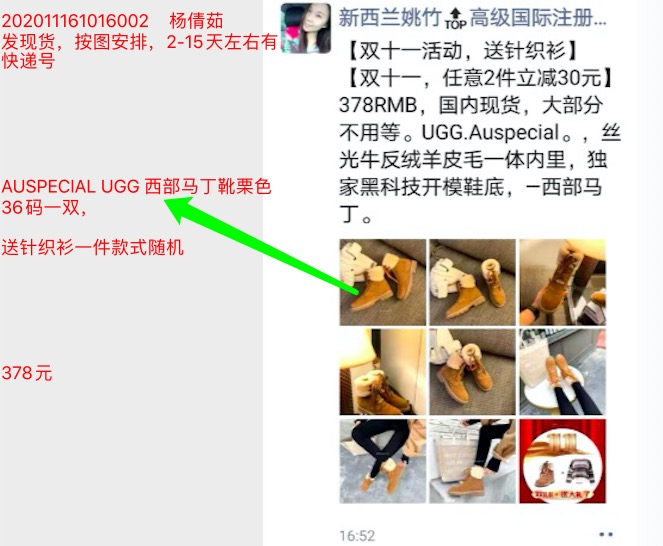 202011161016002 杨倩茹
发现货，按图安排，2-15天左右有
快递号
AUSPECIAL UGG 西部马丁靴栗色
36码一双，
送针织衫一件款式随机
378元
新西兰姚竹TOP高级国际注册...
【双十一活动，送针织衫】
【双十一，任意2件立减30元】
378RMB，国内现货，大部分
不用等。UGG.Auspecial。，丝
光牛反绒羊皮毛一体内里，独
家黑科技开模鞋底，—西部马
丁。
16:52